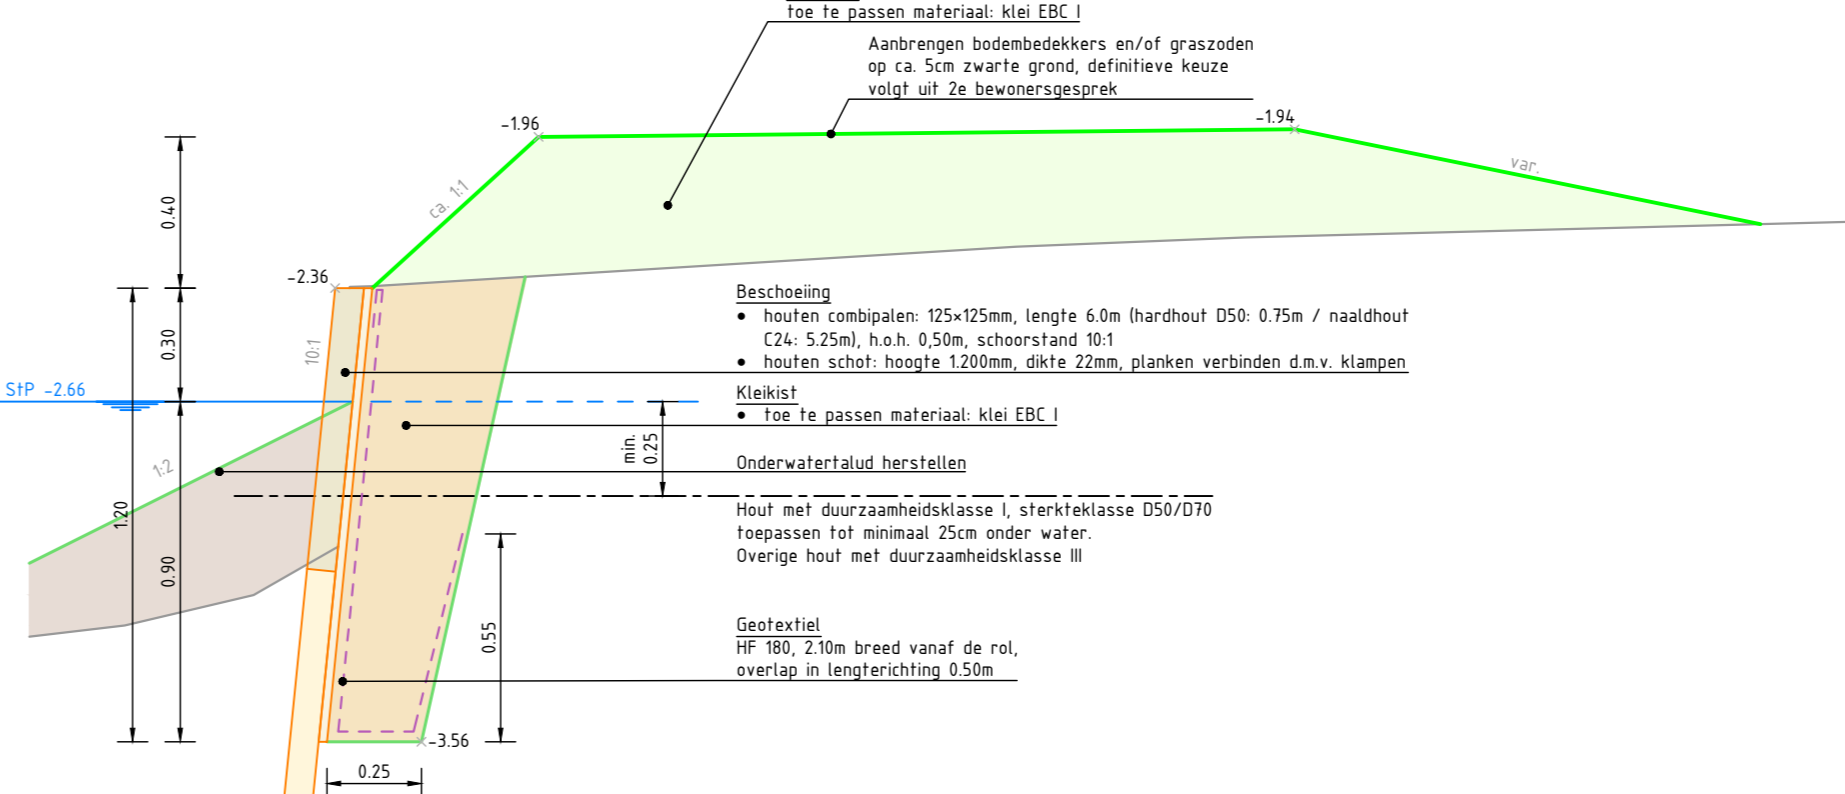 toe te passen materiaal: klei EBC I
Aanbrengen bodembedekkers en/of graszoden
op ca. 5cm zwarte grond, definitieve keuze
volgt uit 2e bewonersgesprek
-1.96
-1.94
var.
ca. 1:1
0.40
-2.36
Beschoeiing
• houten combipalen: 125×125mm, lengte 6.0m (hardhout D50: 0.75m / naaldhout
C24: 5.25m), h.o.h. 0,50m, schoorstand 10:1
• houten schot: hoogte 1.200mm, dikte 22mm, planken verbinden d.m.v. klampen
0.30
10:1
StP -2.66
Kleikist
• toe te passen materiaal: klei EBC I
min.
0.25
1:2
Onderwatertalud herstellen
1.20
Hout met duurzaamheidsklasse I, sterkteklasse D50/D70
toepassen tot minimaal 25cm onder water.
Overige hout met duurzaamheidsklasse III
0.90
0.55
Geotextiel
HF 180, 2.10m breed vanaf de rol,
overlap in lengterichting 0.50m
-3.56
0.25